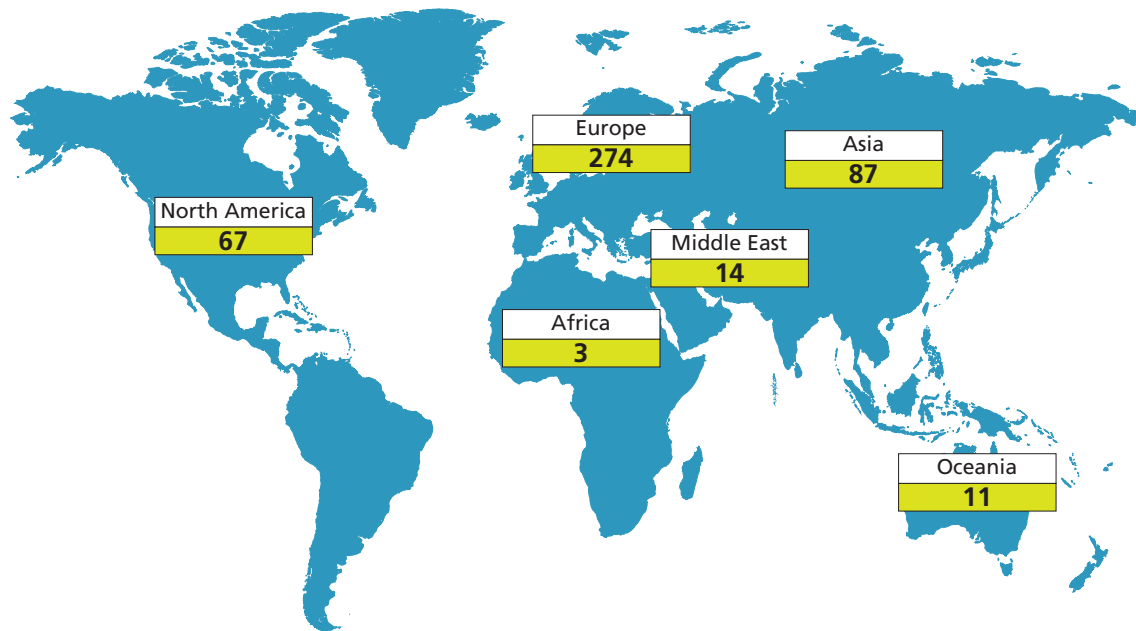 Europe
274
Asia
87
North America
67
Middle East
14
Africa
3
Oceania
11